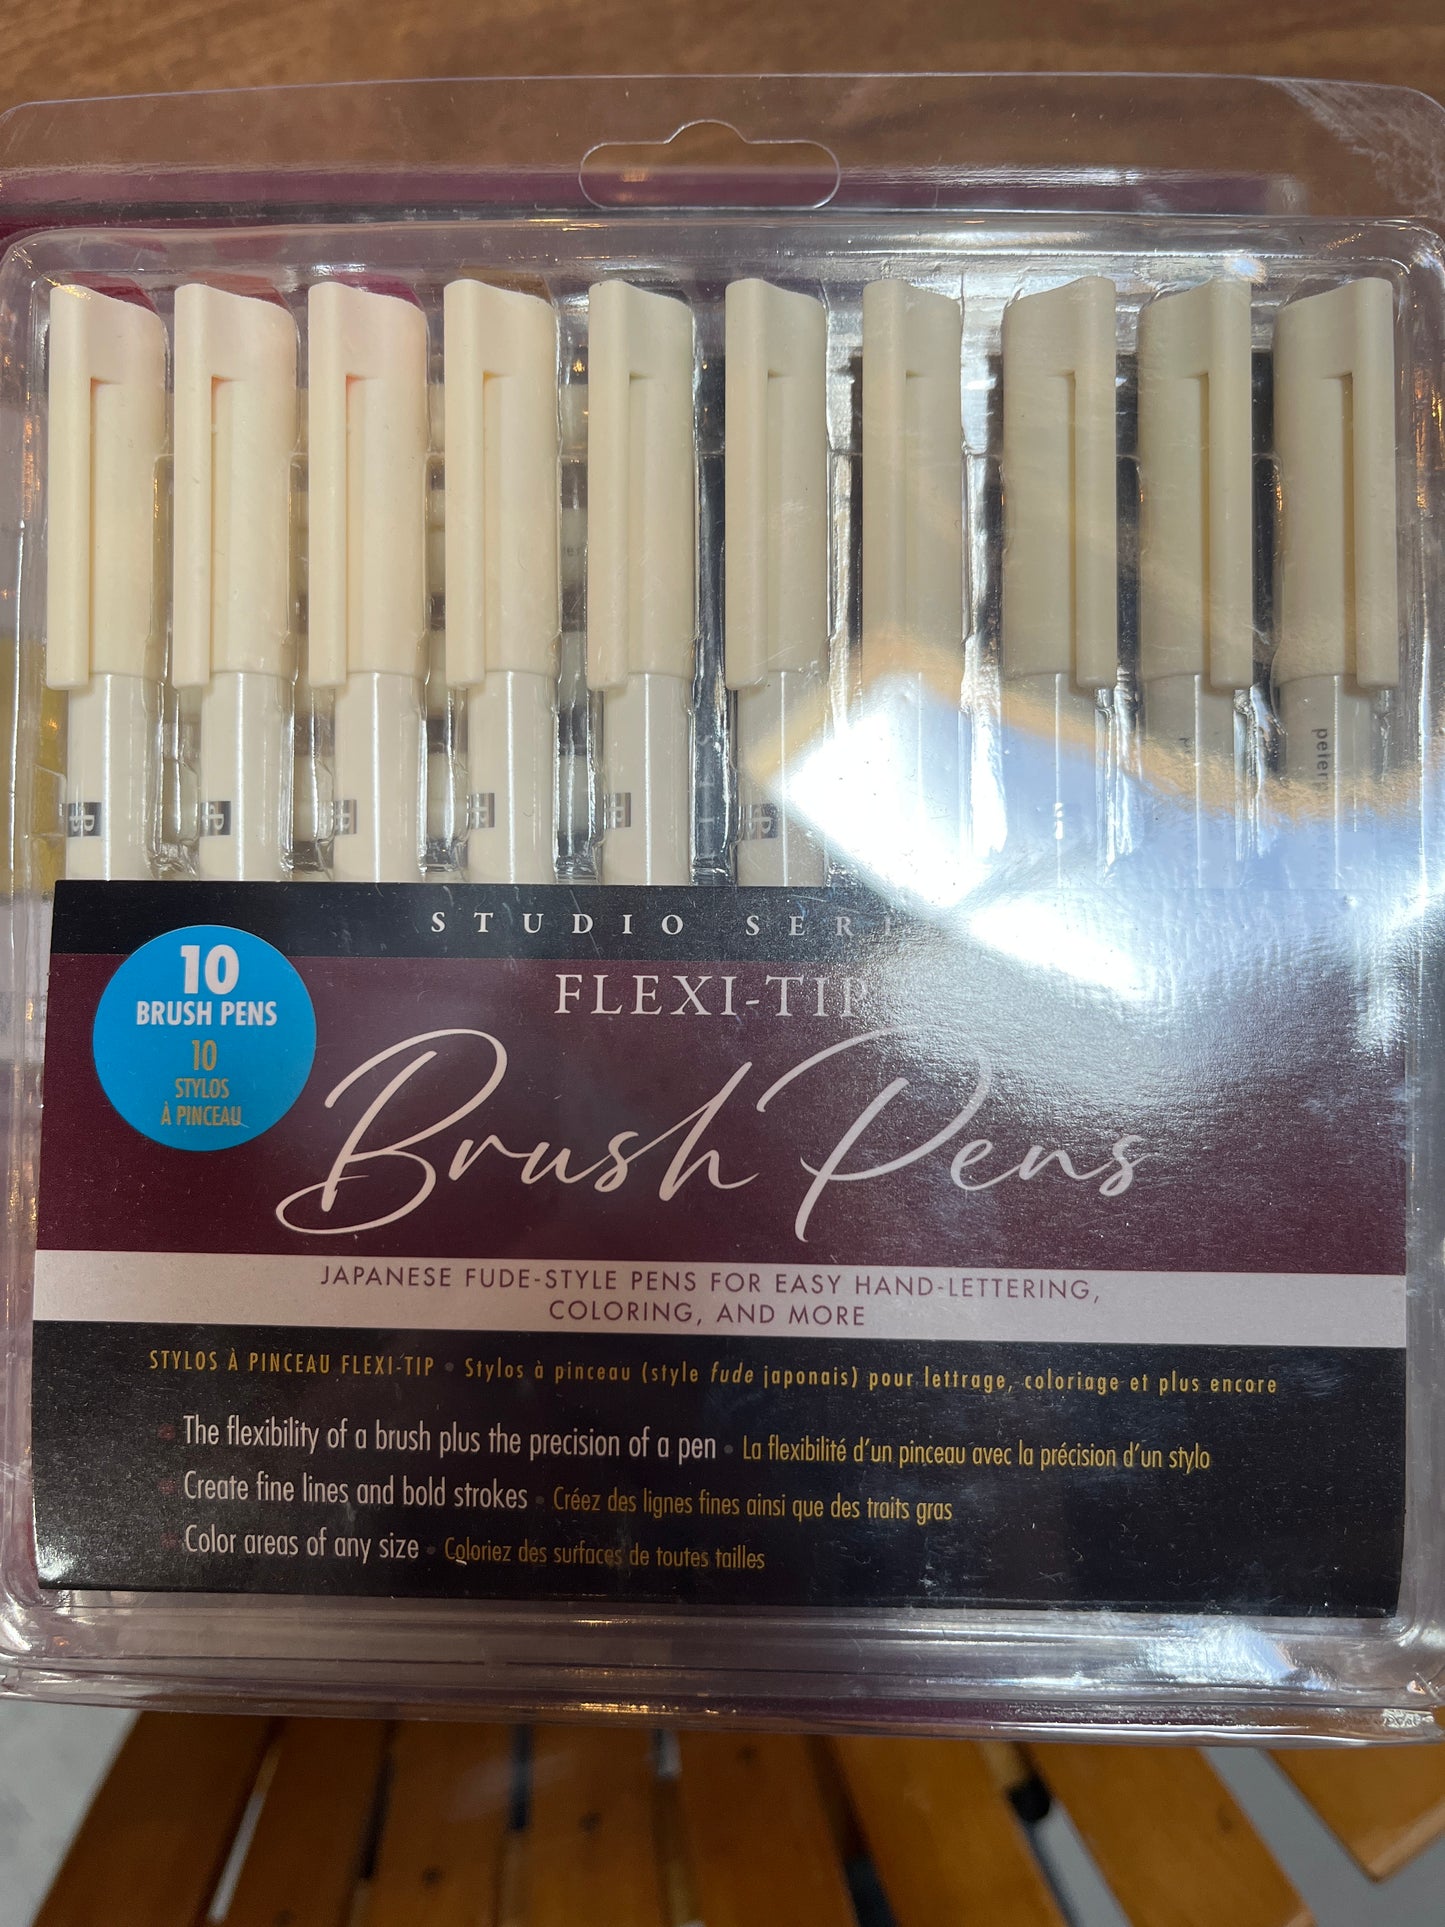 peter
STUDIO
FLEXI-TIP
Brush Pens
10
BRUSH PENS
10
STYLOS
À PINCEAU
JAPANESE FUDE-STYLE PENS FOR EASY HAND-LETTERING,
COLORING, AND MORE
STYLOS À PINCEAU FLEXI-TIP • Stylos à pinceau (style fude japonais) pour lettrage, coloriage et plus encore
• The flexibility of a brush plus the precision of a pen • La flexibilité d'un pinceau avec la précision d'un stylo
• Create fine lines and bold strokes • Créez des lignes fines ainsi que des traits gras
• Color areas of any size • Coloriez des surfaces de toutes tailles